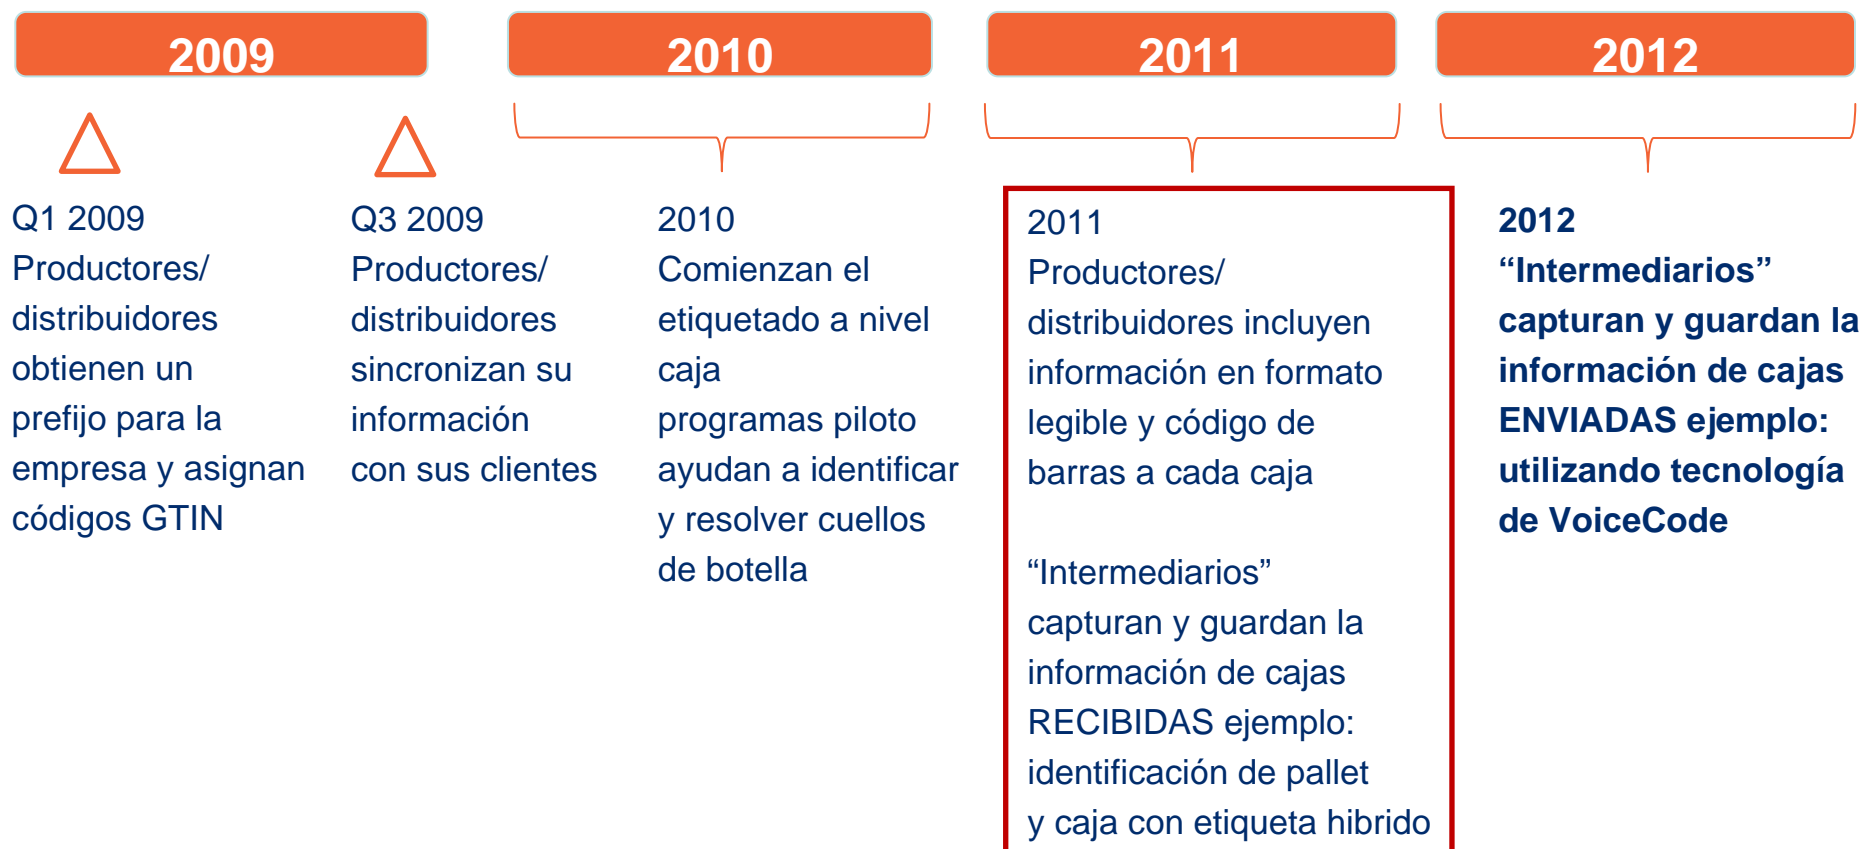 2009
2010
2011
2012
Q1 2009
Productores/
distribuidores
obtienen un
prefijo para la
empresa y asignan
códigos GTIN
Q3 2009
Productores/
distribuidores
sincronizan su
información
con sus clientes
2010
Comienzan el
etiquetado a nivel
caja
programas piloto
ayudan a identificar
y resolver cuellos
de botella
2011
Productores/
distribuidores incluyen
información en formato
legible y código de
barras a cada caja
“Intermediarios”
capturan y guardan la
información de cajas
RECIBIDAS ejemplo:
identificación de pallet
y caja con etiqueta hibrido
2012
“Intermediarios”
capturan y guardan la
información de cajas
ENVIADAS ejemplo:
utilizando tecnología
de VoiceCode